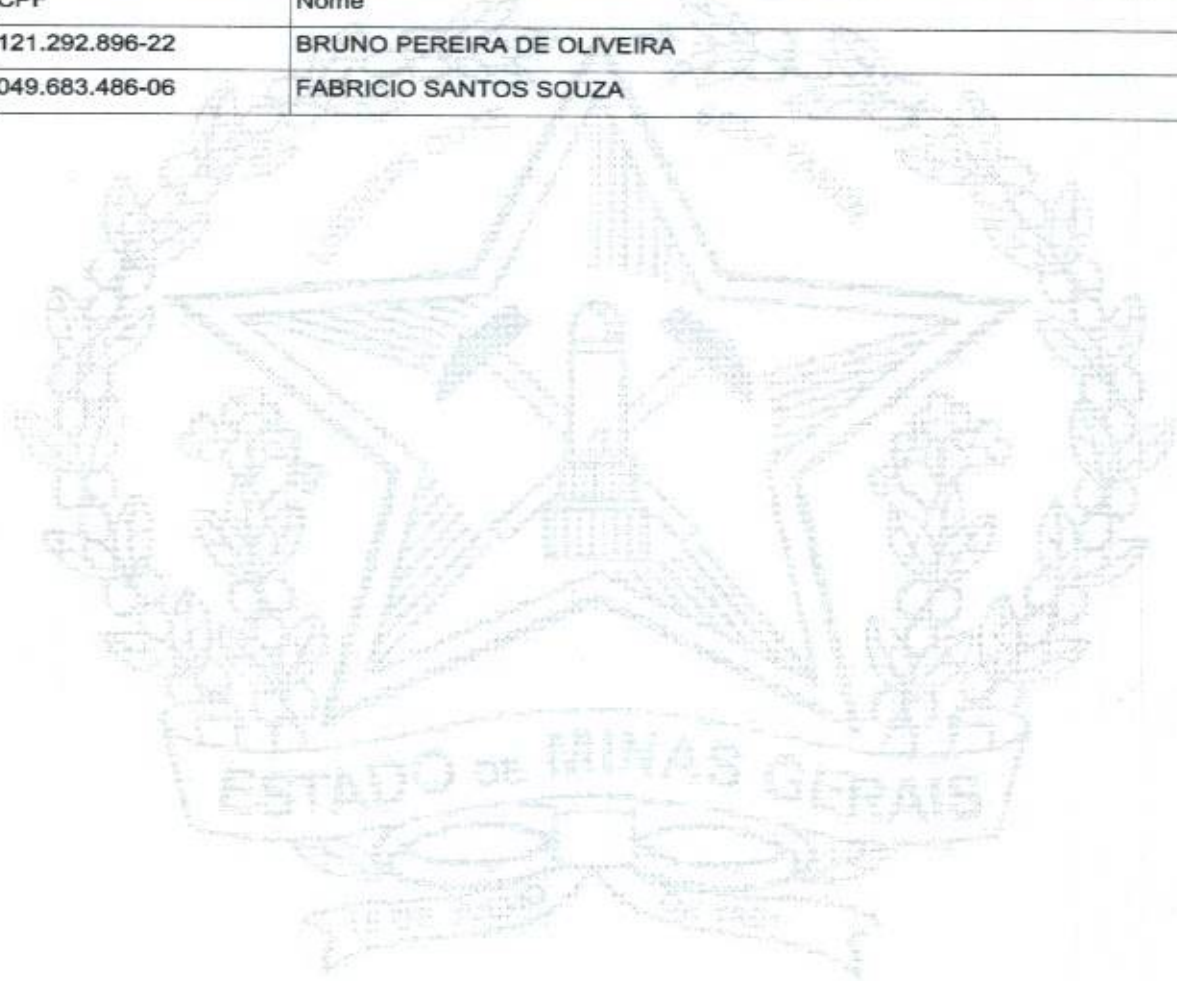 CPF Nome
121.292.896-22 BRUNO PEREIRA DE OLIVEIRA
049.683.486-06 FABRICIO SANTOS SOUZA
ESTADO DE MINAS GERAIS